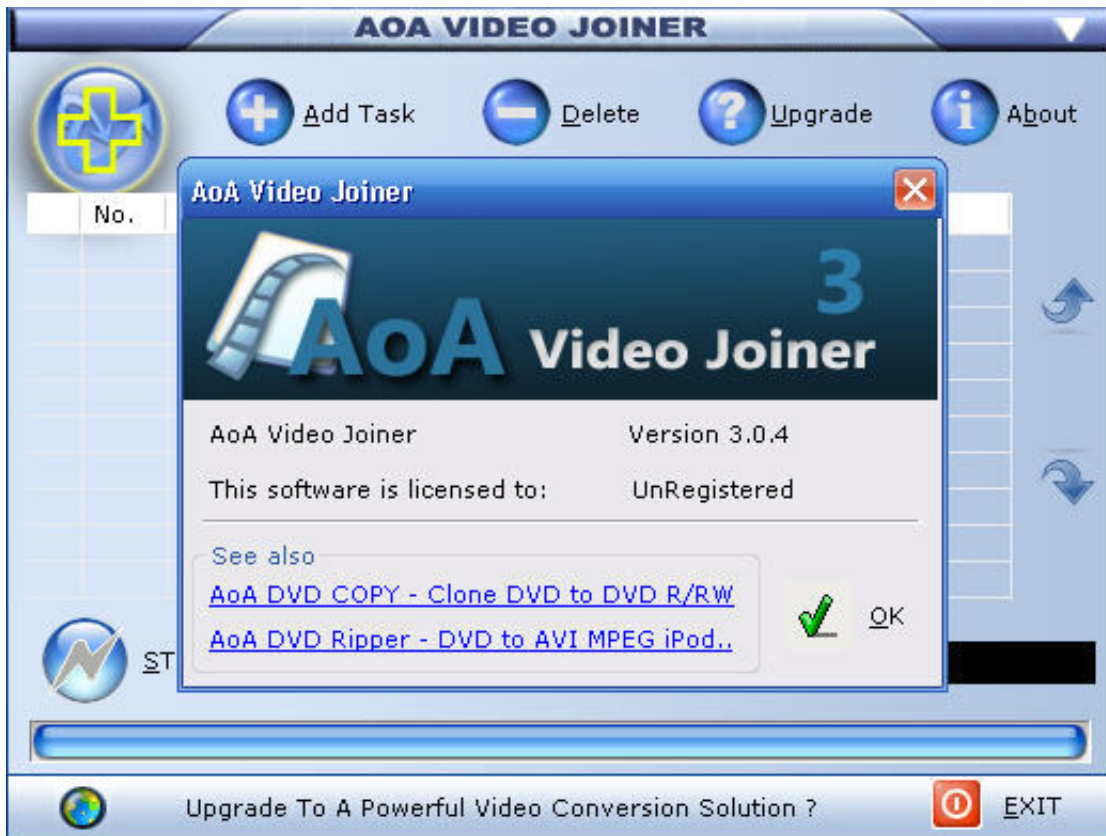 AOA VIDEO JOINER
Add Task Delete Upgrade About
No.
AoA Video Joiner
3
AoA Video Joiner
AoA Video Joiner Version 3.0.4
This software is licensed to: UnRegistered
See also
AoA DVD COPY - Clone DVD to DVD R/RW
AoA DVD Ripper - DVD to AVI MPEG iPod..
OK
ST
Upgrade To A Powerful Video Conversion Solution ? EXIT